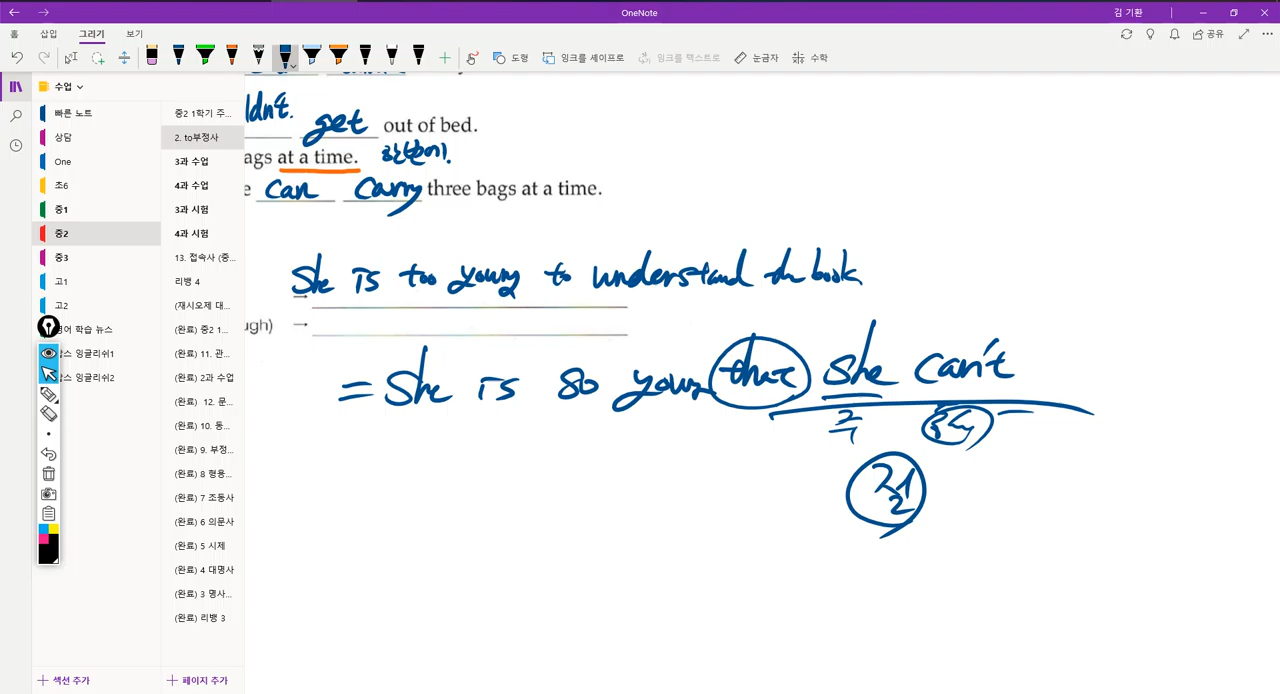 OneNote
김 기환
홈 삽입 그리기 보기
공유
도형 잉크를 셰이프로 잉크를 텍스트로 눈금자 수학
수업
빠른 노트
상담
One
초6
중1
중2
중3
고1
고2
영어 학습 뉴스
스 잉글리쉬1
스 잉글리쉬2
섹션 추가
중2 1학기 주...
2. to부정사
3과 수업
4과 수업
3과 시험
4과 시험
13. 접속사 (중...
리뱅 4
(재시오제 대...
(완료) 중2 1...
(완료) 11. 관...
(완료) 2과 수업
(완료) 12. 문...
(완료) 10. 동...
(완료) 9. 부정...
(완료) 8 형용...
(완료) 7 조동사
(완료) 6 의문사
(완료) 5 시제
(완료) 4 대명사
(완료) 3 명사...
(완료) 리뱅 3
페이지 추가
ldn't. get out of bed.
ags at a time. 한번에.
e can carry three bags at a time.
→ She is too young to understand the book
ugh) →
= She is so young that she can't
주 동
절